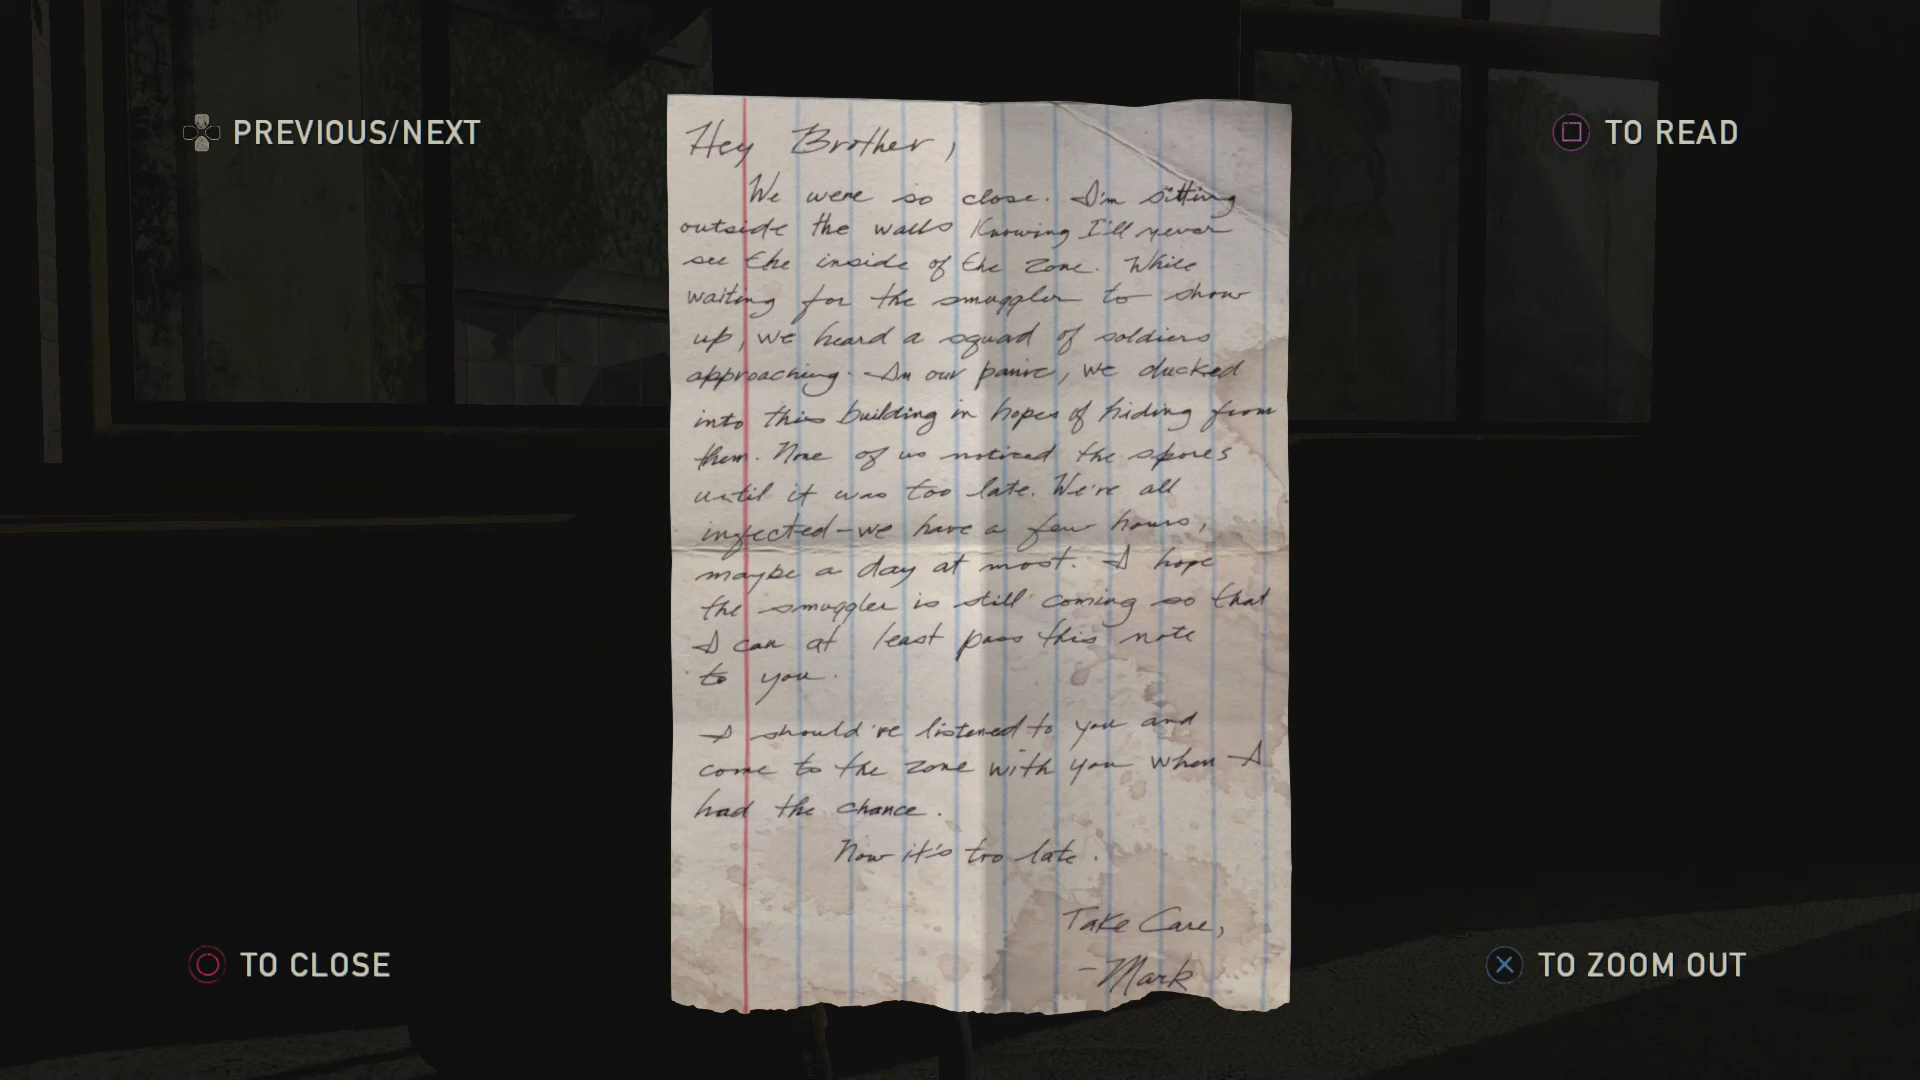 PREVIOUS/NEXT
TO READ
Hey Brother,
We were so close. I'm sitting
outside the walls knowing I'll never
see the inside of the zone. While
waiting for the smuggler to show
up, we heard a squad of soldiers
approaching. In our panic, we ducked
into this building in hopes of hiding from
them. None of us noticed the spores
until it was too late. We're all
infected-we have a few hours,
maybe a day at most. I hope
the smuggler is still coming so that
I can at least pass this note
to you.
I should've listened to you and
come to the zone with you when I
had the chance.
Now it's too late.
Take Care,
-Mark
TO CLOSE
TO ZOOM OUT